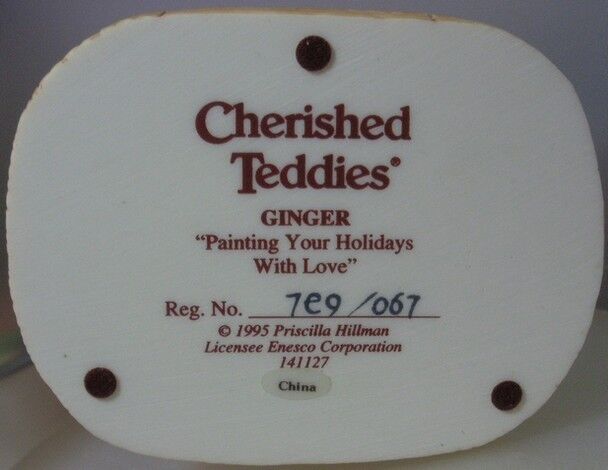 Cherished
Teddies®
GINGER
“Painting Your Holidays
With Love”
Reg. No. 7E9/067
© 1995 Priscilla Hillman
Licensee Enesco Corporation
141127
China